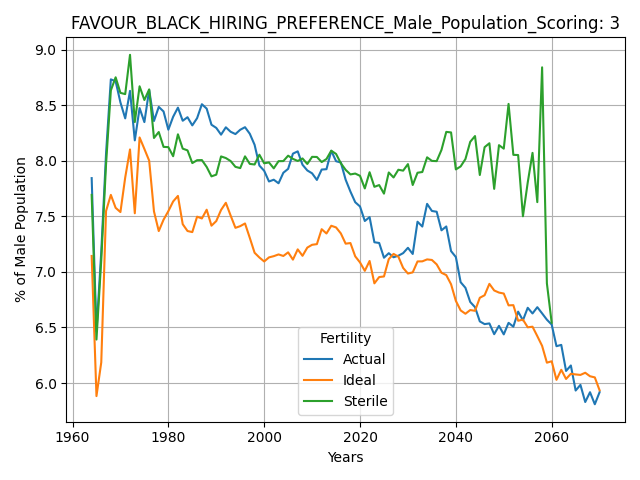 FAVOUR_BLACK_HIRING_PREFERENCE_Male_Population_Scoring: 3
% of Male Population
9.0
8.5
8.0
7.5
7.0
6.5
6.0
Fertility
Actual
Ideal
Sterile
1960 1980 2000 2020 2040 2060
Years